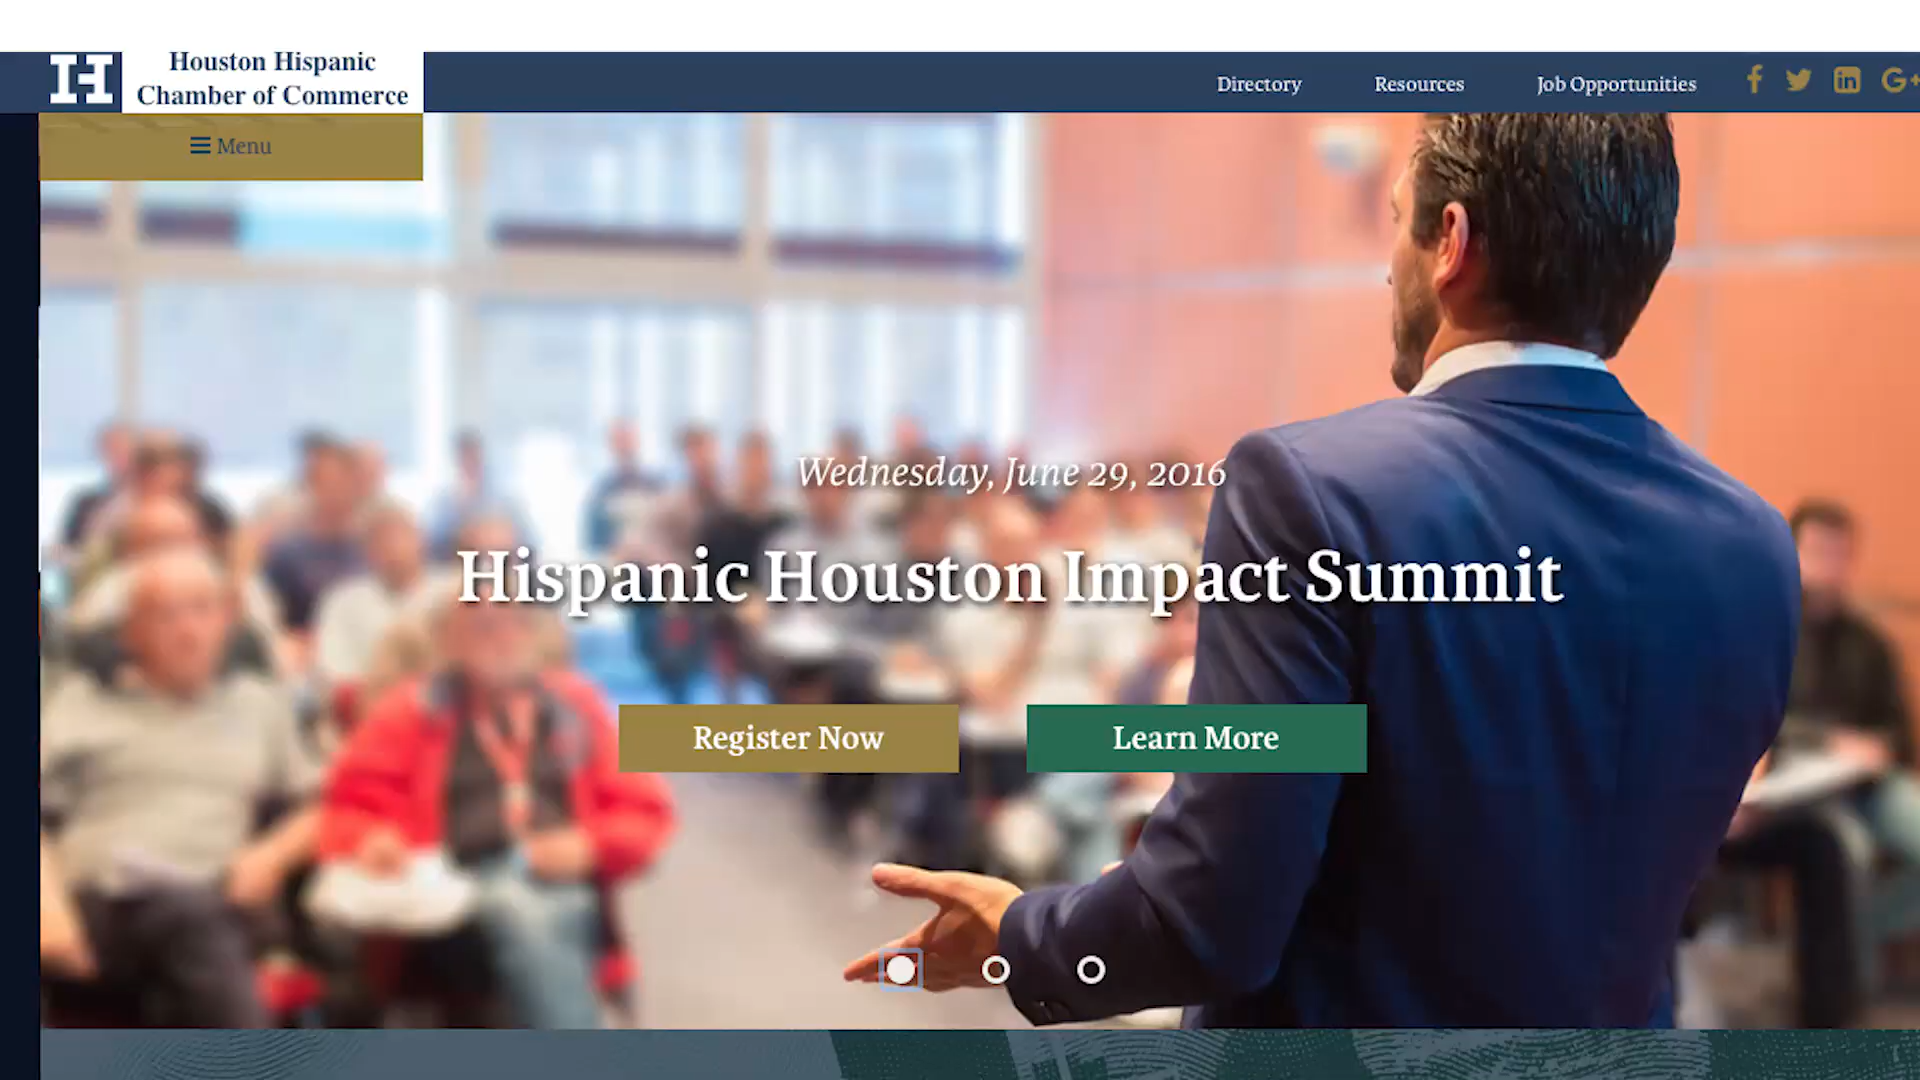 Houston Hispanic
Chamber of Commerce
Directory
Resources
Job Opportunities
Menu
Wednesday, June 29, 2016
Hispanic Houston Impact Summit
Register Now
Learn More